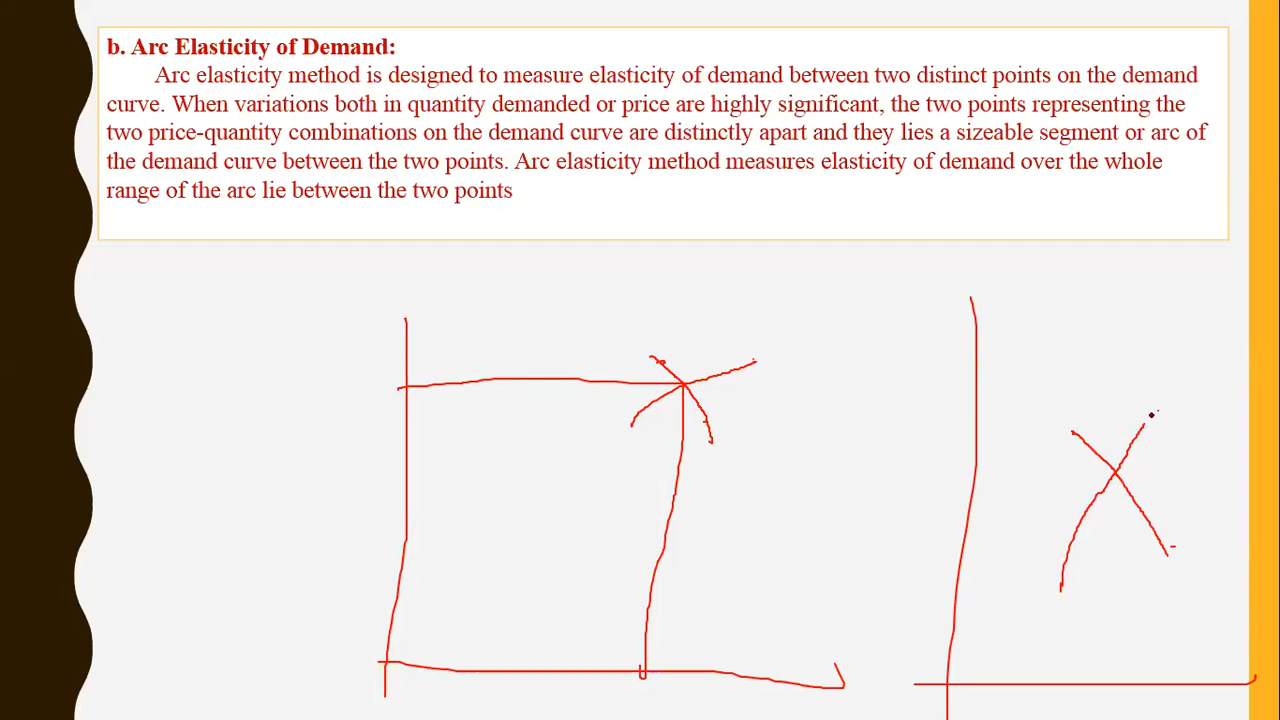 b. Arc Elasticity of Demand:
Arc elasticity method is designed to measure elasticity of demand between two distinct points on the demand
curve. When variations both in quantity demanded or price are highly significant, the two points representing the
two price-quantity combinations on the demand curve are distinctly apart and they lies a sizeable segment or arc of
the demand curve between the two points. Arc elasticity method measures elasticity of demand over the whole
range of the arc lie between the two points